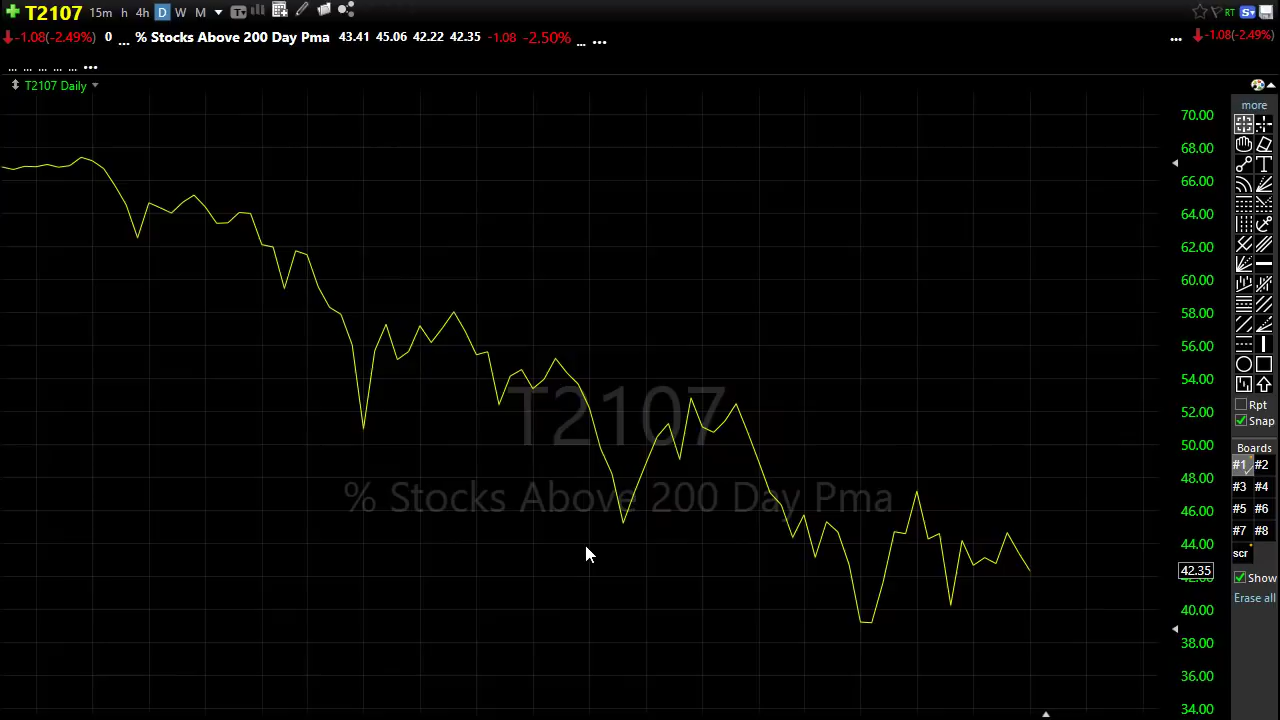 T2107 15m h 4h D W M T RT S
-1.08(-2.49%) 0 ... % Stocks Above 200 Day Pma 43.41 45.06 42.22 42.35 -1.08 -2.50% ... ... ... -1.08(-2.49%)
... ... ... ... ... ...
T2107 Daily
more
70.00
68.00
66.00
64.00
62.00
60.00
58.00
56.00
54.00
52.00
50.00
48.00
46.00
44.00
42.35
40.00
38.00
36.00
34.00
T2107
% Stocks Above 200 Day Pma
T
Rpt
Snap
Boards
#1 #2
#3 #4
#5 #6
#7 #8
scr
Show
Erase all